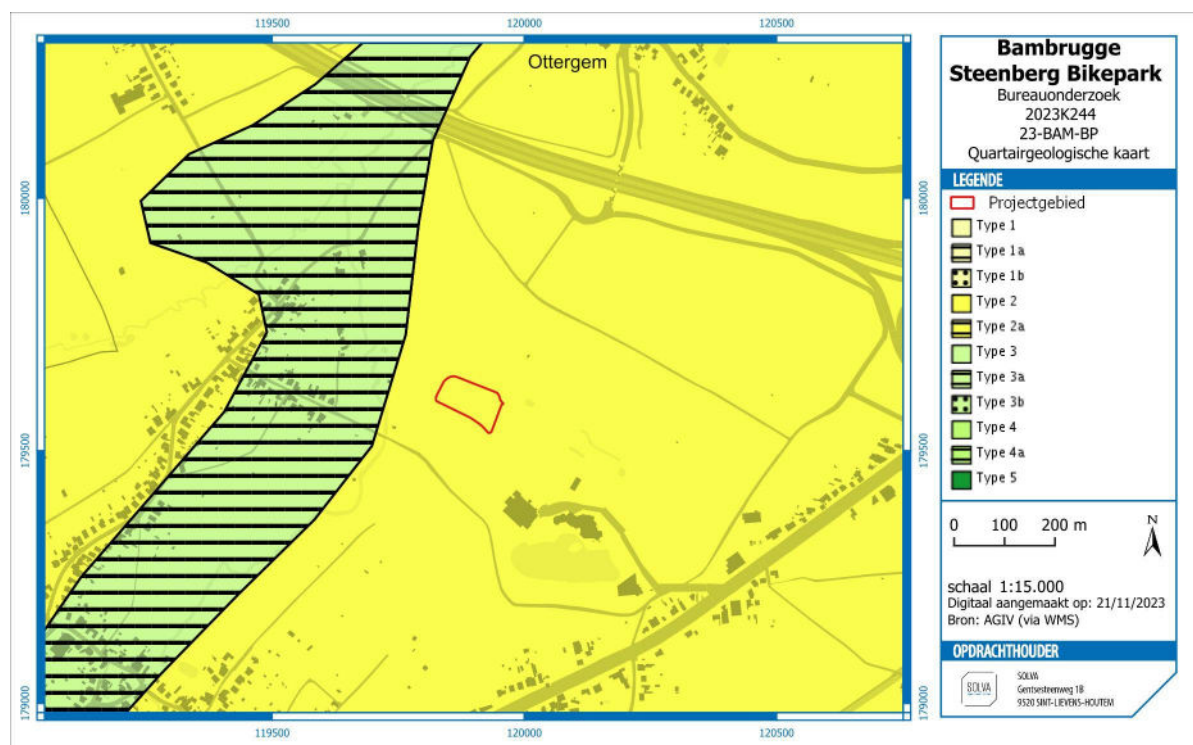 119500
120000
120500
Ottergem
180000
180000
179500
179500
179000
179000
119500
120000
120500
Bambrugge
Steenberg Bikepark
Bureauonderzoek
2023K244
23-BAM-BP
Quartairgeologische kaart
LEGENDE
Projectgebied
Type 1
Type 1a
Type 1b
Type 2
Type 2a
Type 3
Type 3a
Type 3b
Type 4
Type 4a
Type 5
0 100 200 m
N
schaal 1:15.000
Digitaal aangemaakt op: 21/11/2023
Bron: AGIV (via WMS)
OPDRACHTHOUDER
SOLVA
SOLVA
Gentsesteenweg 1B
9520 SINT-LIEVENS-HOUTEM